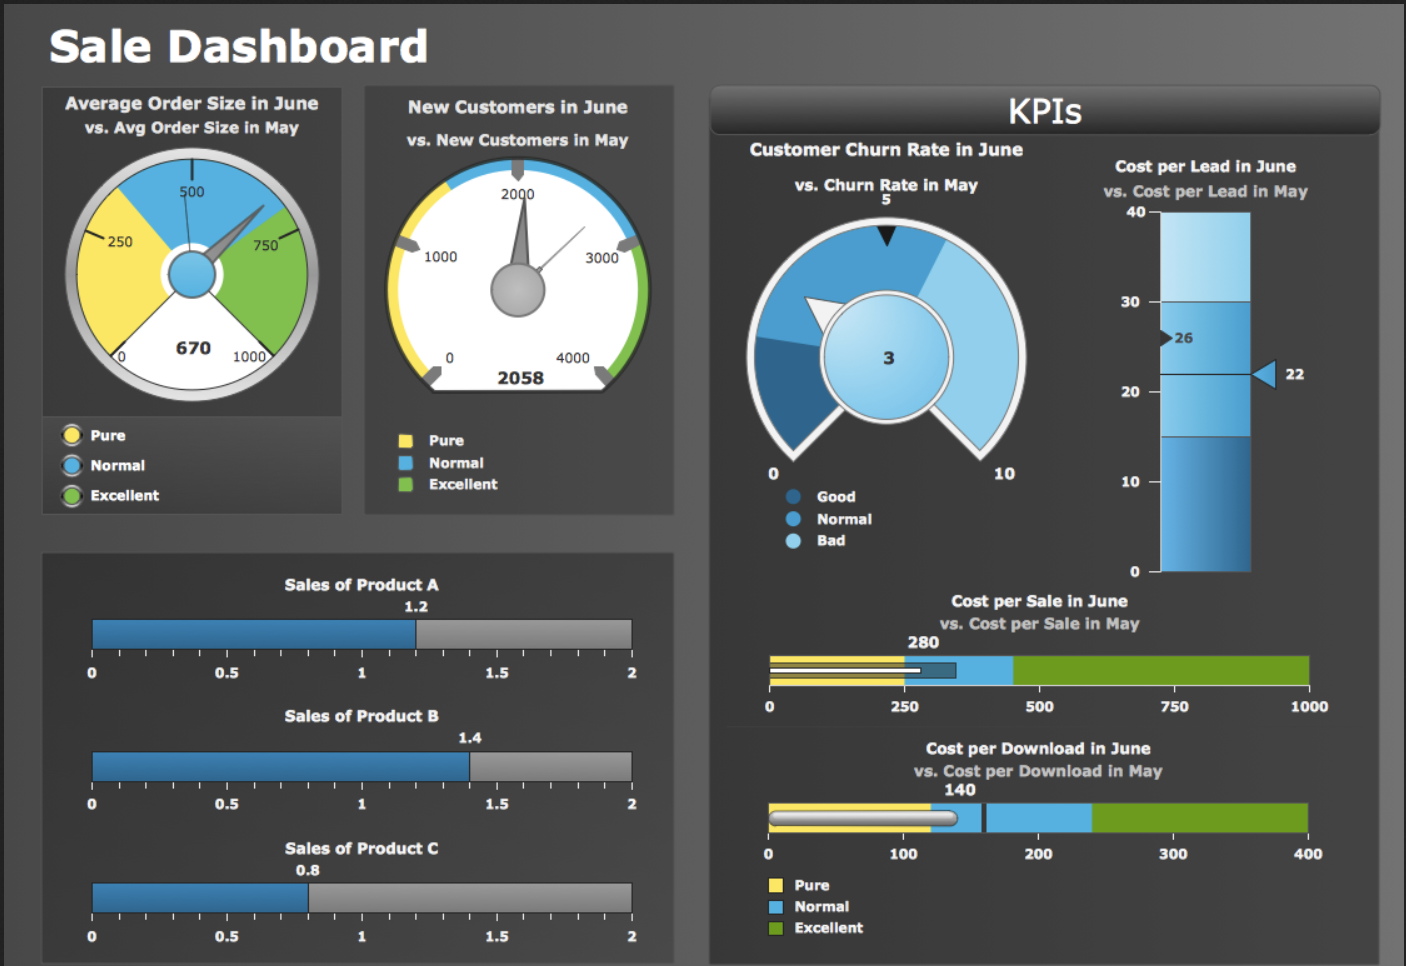 Sale Dashboard
Average Order Size in June
vs. Avg Order Size in May
500
250
750
0
670
1000
Pure
Normal
Excellent
New Customers in June
vs. New Customers in May
2000
1000
3000
0
4000
2058
Pure
Normal
Excellent
Sales of Product A
1.2
0 0.5 1 1.5 2
Sales of Product B
1.4
0 0.5 1 1.5 2
Sales of Product C
0.8
0 0.5 1 1.5 2
KPIs
Customer Churn Rate in June
vs. Churn Rate in May
5
3
0 10
Good
Normal
Bad
Cost per Lead in June
vs. Cost per Lead in May
40
30
26
22
20
10
0
Cost per Sale in June
vs. Cost per Sale in May
280
0 250 500 750 1000
Cost per Download in June
vs. Cost per Download in May
140
0 100 200 300 400
Pure
Normal
Excellent